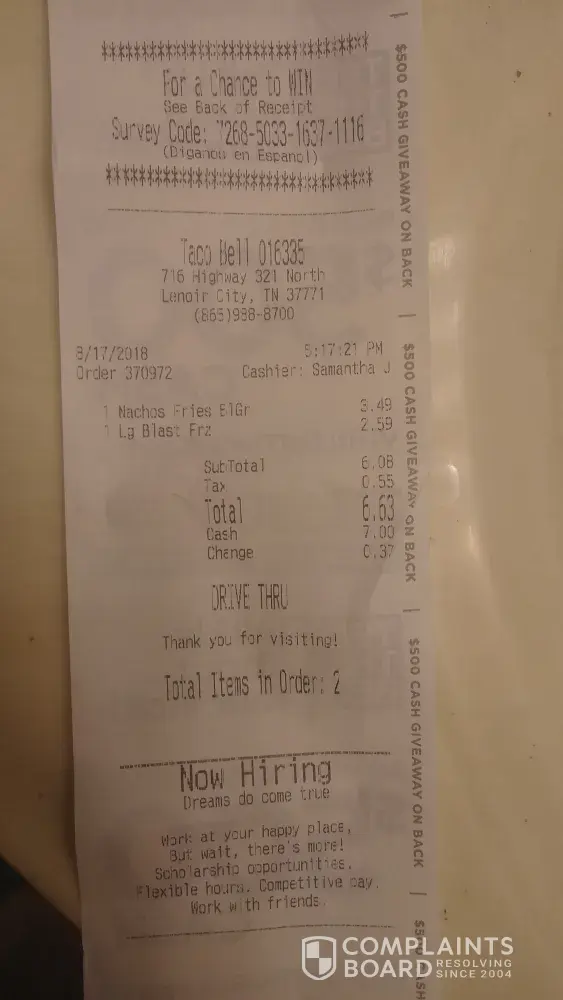 *****************************
For a Chance to WIN
See Back of Receipt
Survey Code: 7268-5033-1637-1116
(Diganou en Espanol)
*****************************
Taco Bell 016335
716 Highway 321 North
Lenoir City, TN 37771
(865)988-8700
8/17/2018 5:17:21 PM
Order 370972 Cashier: Samantha J
1 Nachos Fries BlGr 3.49
1 Lg Blast Frz 2.59
SubTotal 6.08
Tax 0.55
Total 6.63
Cash 7.00
Change 0.37
DRIVE THRU
Thank you for visiting!
Total Items in Order: 2
Now Hiring
Dreams do come true
Work at your happy place,
But wait, there's more!
Scholarship opportunities.
Flexible hours. Competitive pay.
Work with friends.
$500 CASH GIVEAWAY ON BACK
$500 CASH GIVEAWAY ON BACK
$500 CASH GIVEAWAY ON BACK
COMPLAINTS
BOARD RESOLVING
SINCE 2004